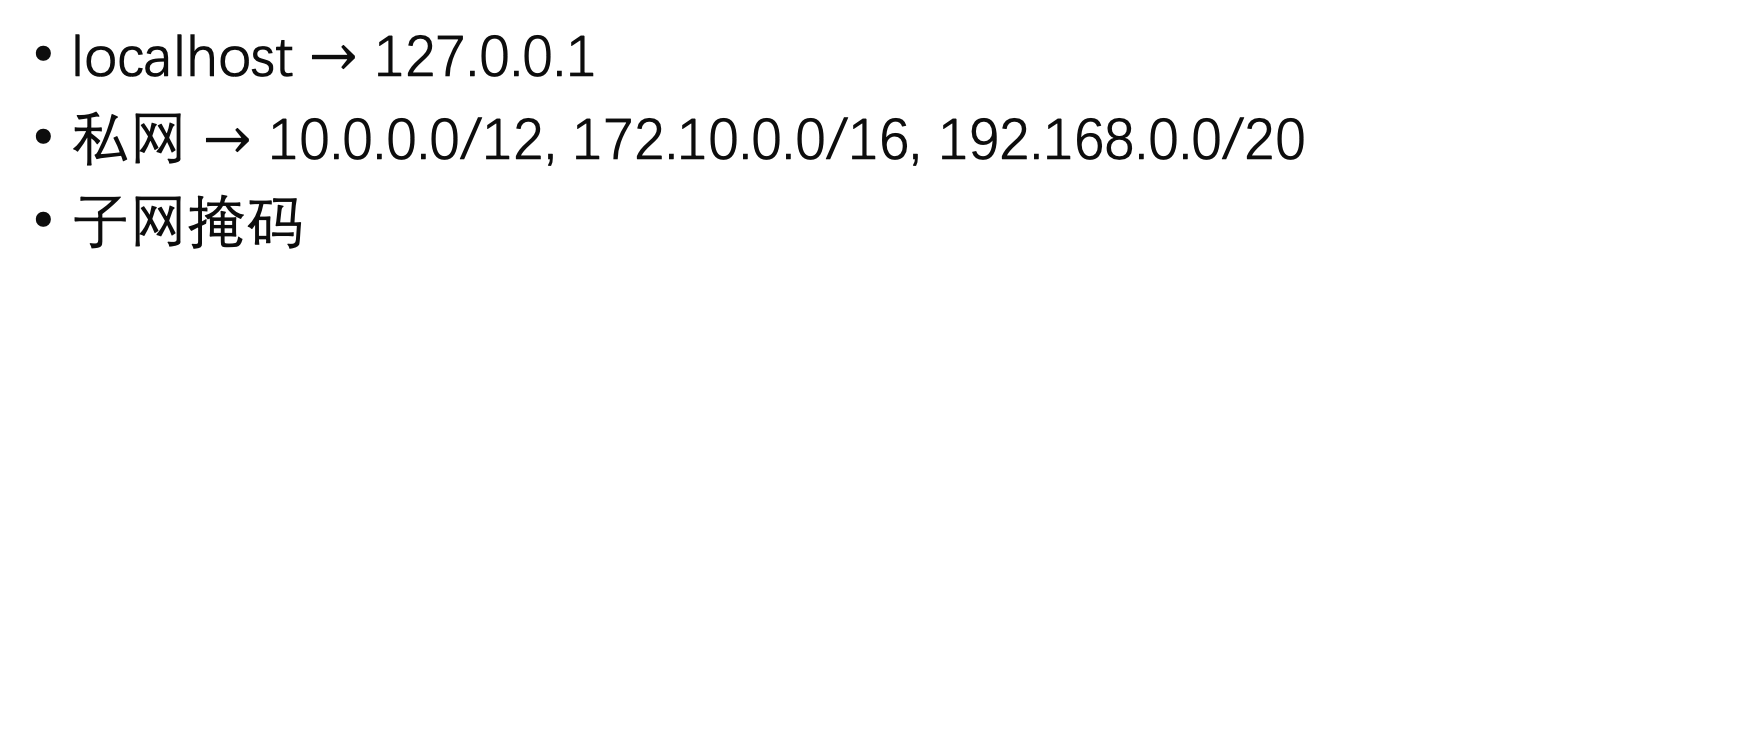 • localhost → 127.0.0.1
• 私网 → 10.0.0.0/12, 172.10.0.0/16, 192.168.0.0/20
• 子网掩码